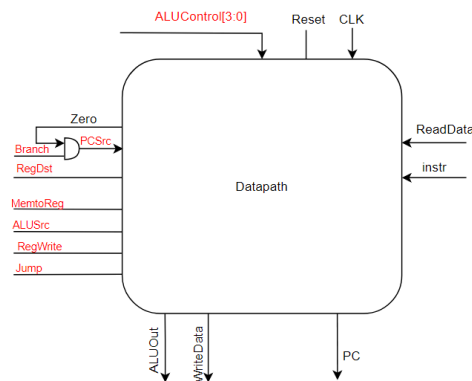 ALUControl[3:0]
Reset
CLK
Zero
Branch
PCSrc
RegDst
ReadData
instr
Datapath
MemtoReg
ALUSrc
RegWrite
Jump
ALUOut
WriteData
PC